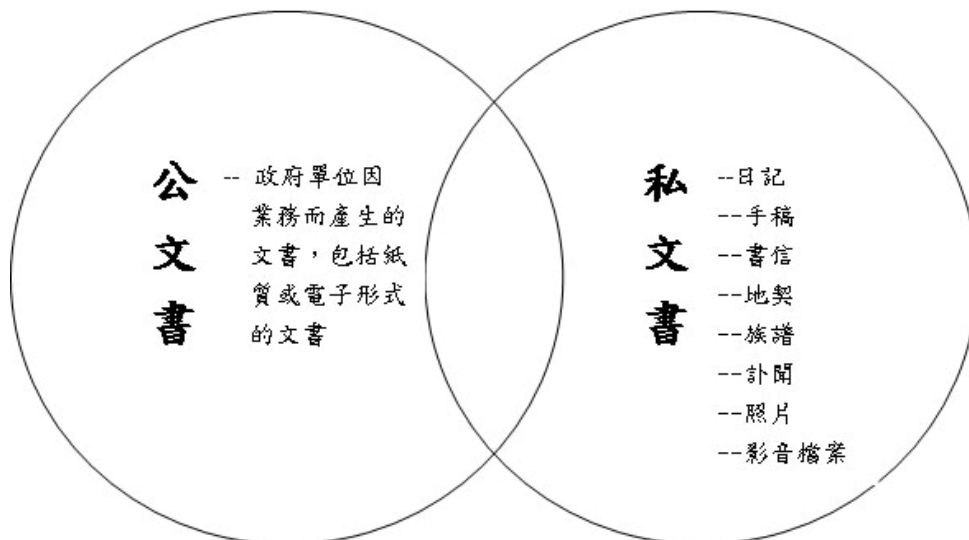 公文書
-- 政府單位因
業務而產生的
文書，包括紙
質或電子形式
的文書
私文書
--日記
--手稿
--書信
--地契
--族譜
--訃聞
--照片
--影音檔案